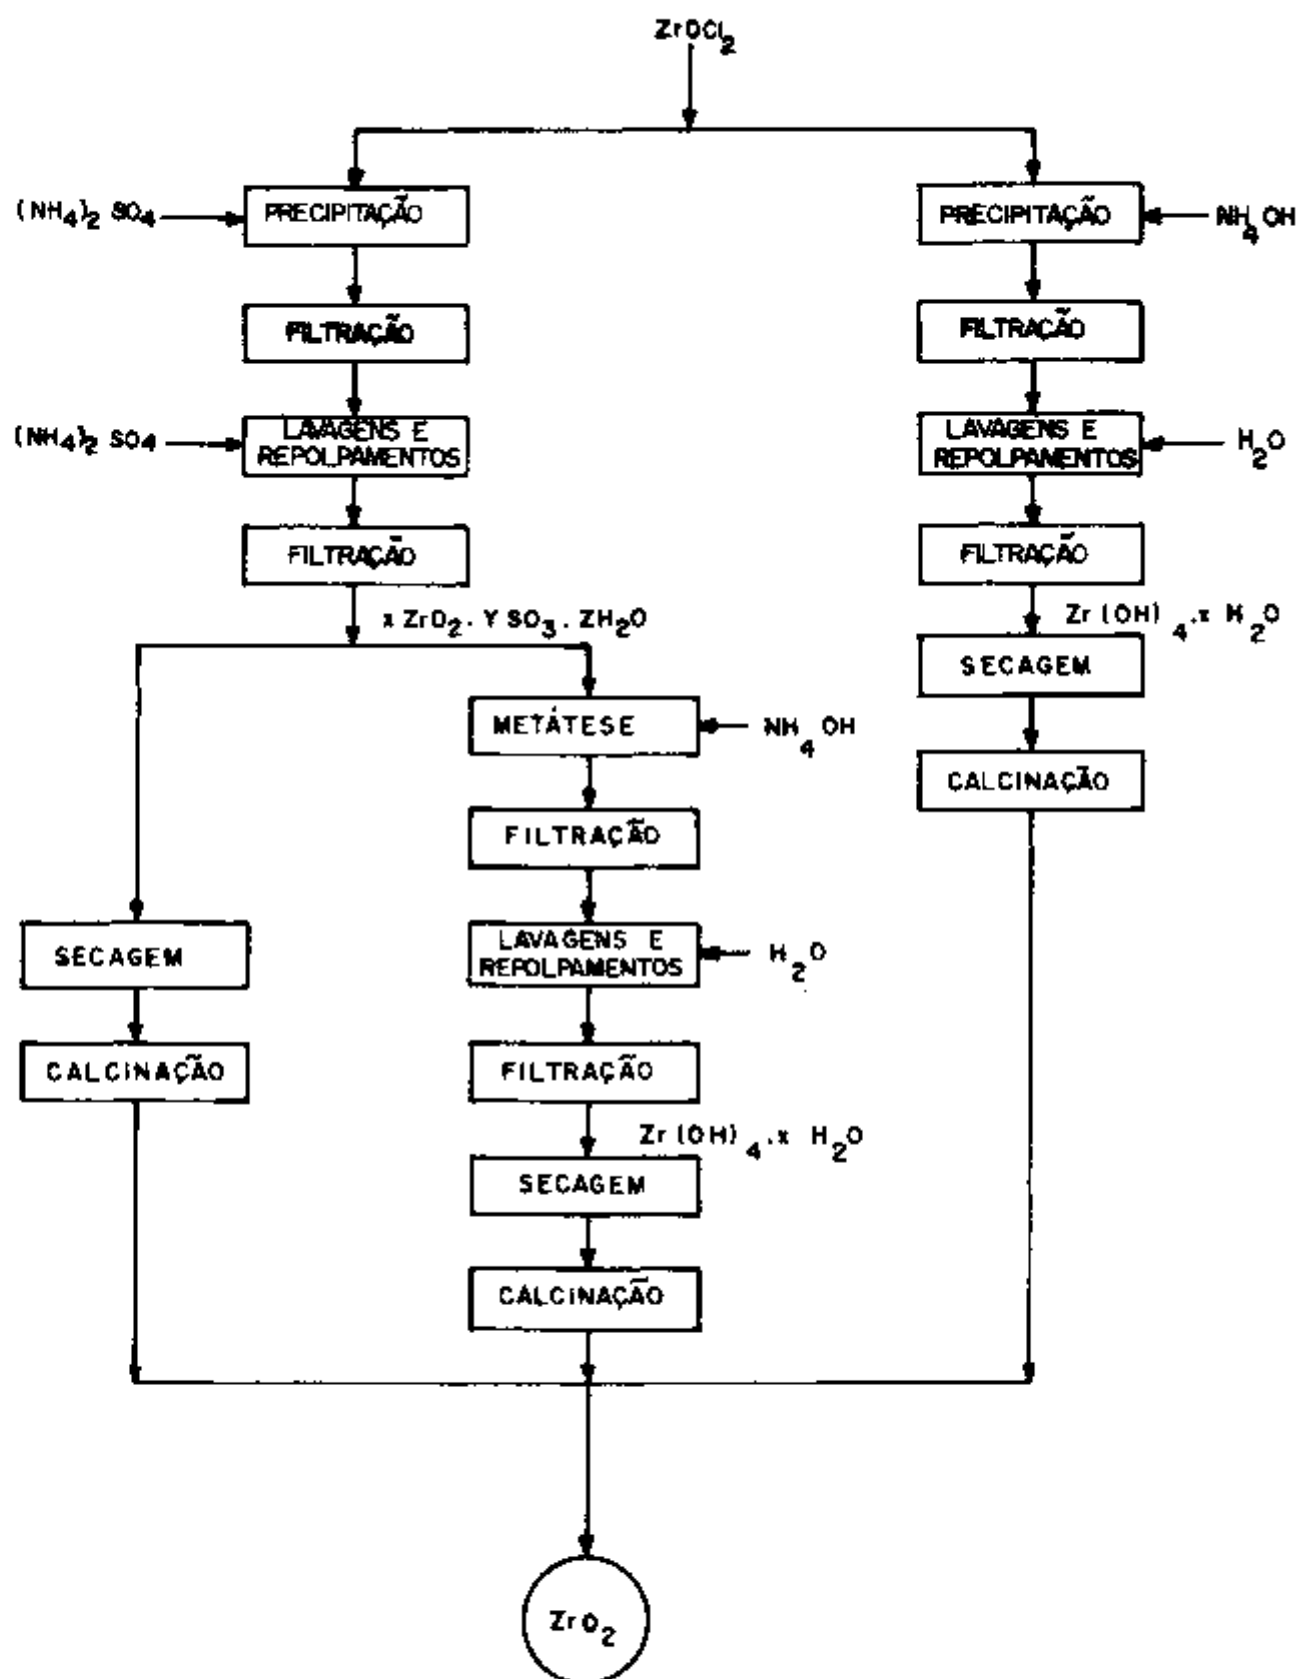 ZrOCl2
(NH4)2 SO4
PRECIPITAÇÃO
PRECIPITAÇÃO
NH4OH
FILTRAÇÃO
FILTRAÇÃO
(NH4)2 SO4
LAVAGENS E
REPOLPAMENTOS
LAVAGENS E
REPOLPAMENTOS
H2O
FILTRAÇÃO
FILTRAÇÃO
x ZrO2. Y SO3. ZH2O
Zr (OH)4.x H2O
SECAGEM
METÁTESE
NH4OH
CALCINAÇÃO
FILTRAÇÃO
SECAGEM
LAVAGENS E
REPOLPAMENTOS
H2O
CALCINAÇÃO
FILTRAÇÃO
Zr (OH)4.x H2O
SECAGEM
CALCINAÇÃO
ZrO2